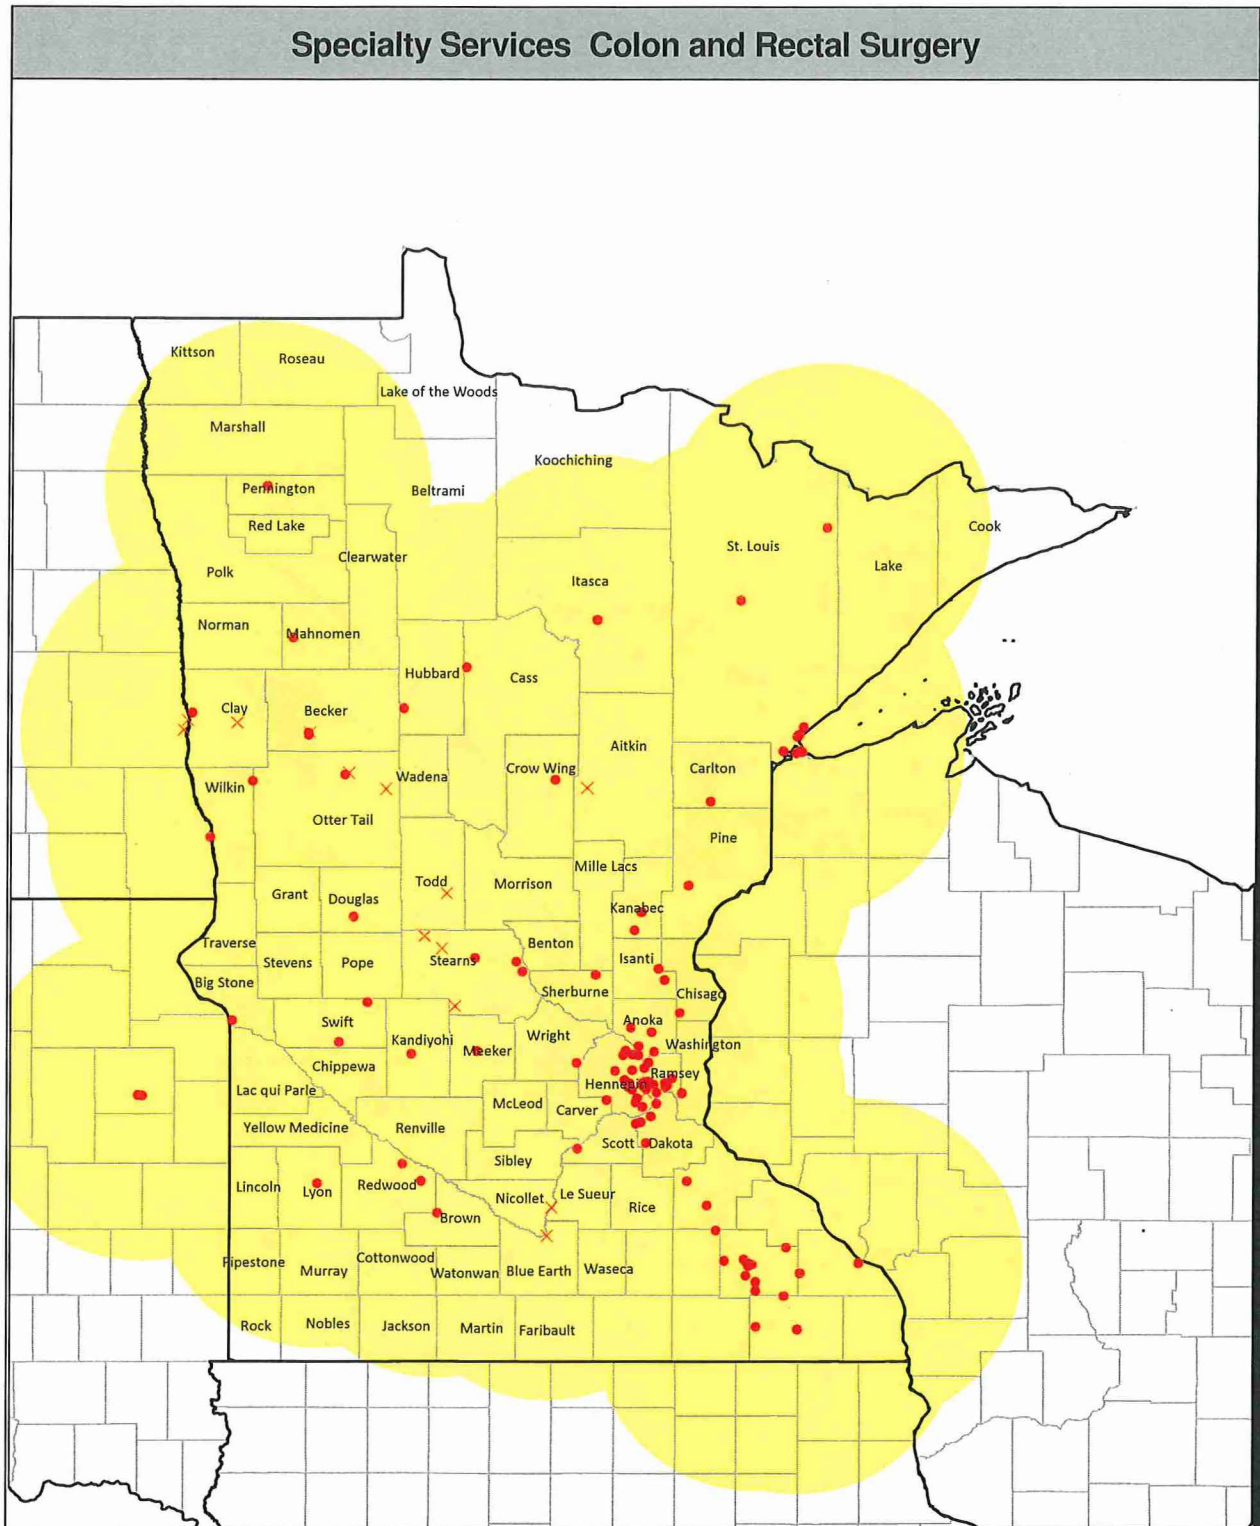 Specialty Services Colon and Rectal Surgery
Kittson
Roseau
Lake of the Woods
Marshall
Koochiching
Pennington
Beltrami
Red Lake
Cook
Clearwater
St. Louis
Lake
Polk
Itasca
Norman
Mahnomen
Hubbard
Cass
Clay
Becker
Aitkin
Crow Wing
Carlton
Wadena
Wilkin
Otter Tail
Pine
Mille Lacs
Todd
Morrison
Grant
Douglas
Kanabec
Traverse
Benton
Stevens
Pope
Stearns
Isanti
Big Stone
Sherburne
Chisago
Swift
Anoka
Kandiyohi
Wright
Washington
Meeker
Chippewa
Ramsey
Lac qui Parle
Hennepin
McLeod
Carver
Yellow Medicine
Renville
Scott
Dakota
Sibley
Lincoln
Lyon
Redwood
Nicollet
Le Sueur
Rice
Brown
Pipestone
Cottonwood
Murray
Watonwan
Blue Earth
Waseca
Rock
Nobles
Jackson
Martin
Faribault